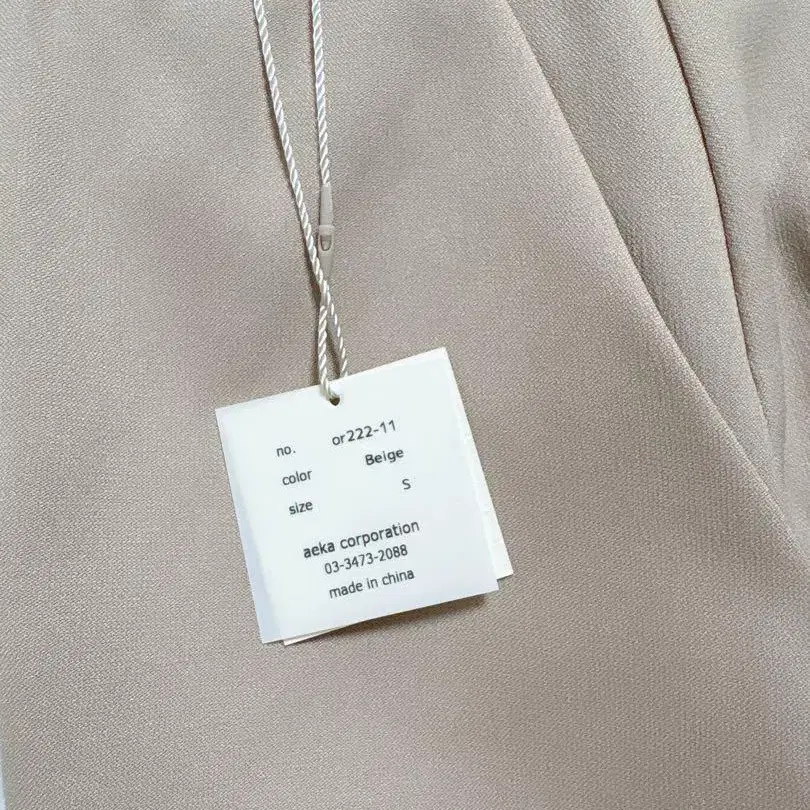 no. or222-11
color Beige
size S
aeka corporation
03-3473-2088
made in china